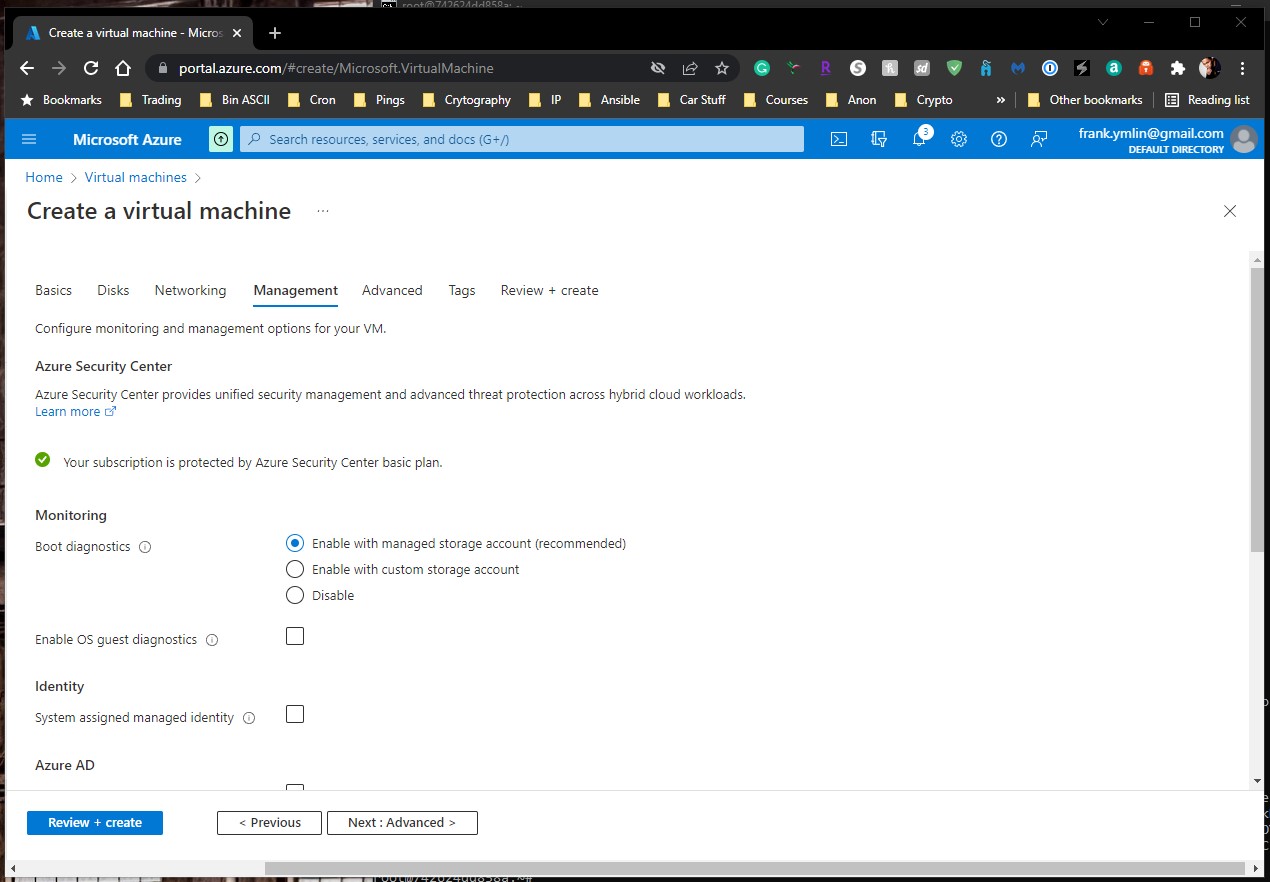 root@742624dd858a: ~
Create a virtual machine - Micros
portal.azure.com/#create/Microsoft.VirtualMachine
Bookmarks Trading Bin ASCII Cron Pings Crytography IP Ansible Car Stuff Courses Anon Crypto » Other bookmarks Reading list
Microsoft Azure
Search resources, services, and docs (G+/)
3
frank.ymlin@gmail.com
DEFAULT DIRECTORY
Home > Virtual machines >
Create a virtual machine ...
Basics Disks Networking Management Advanced Tags Review + create
Configure monitoring and management options for your VM.
Azure Security Center
Azure Security Center provides unified security management and advanced threat protection across hybrid cloud workloads.
Learn more
Your subscription is protected by Azure Security Center basic plan.
Monitoring
Boot diagnostics
Enable with managed storage account (recommended)
Enable with custom storage account
Disable
Enable OS guest diagnostics
Identity
System assigned managed identity
Azure AD
Review + create
< Previous
Next : Advanced >
root@742624dd858a:~#